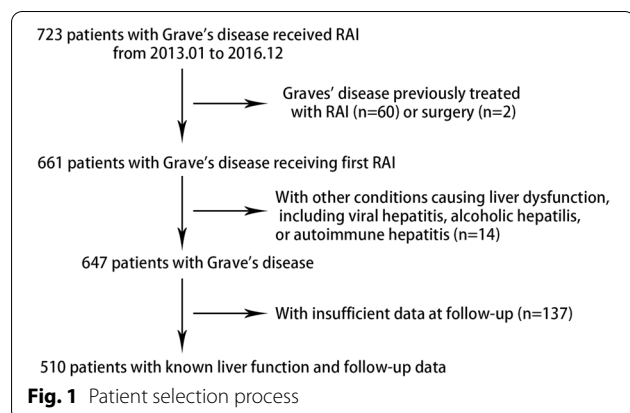 723 patients with Grave's disease received RAI
from 2013.01 to 2016.12
Graves' disease previously treated
with RAI (n=60) or surgery (n=2)
661 patients with Grave's disease receiving first RAI
With other conditions causing liver dysfunction,
including viral hepatitis, alcoholic hepatilis,
or autoimmune hepatitis (n=14)
647 patients with Grave's disease
With insufficient data at follow-up (n=137)
510 patients with known liver function and follow-up data
Fig. 1 Patient selection process